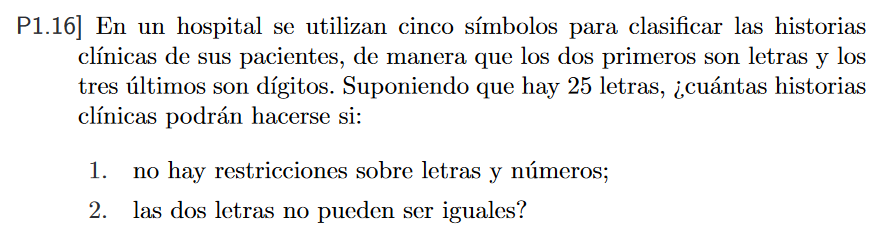 P1.16] En un hospital se utilizan cinco símbolos para clasificar las historias
clínicas de sus pacientes, de manera que los dos primeros son letras y los
tres últimos son dígitos. Suponiendo que hay 25 letras, ¿cuántas historias
clínicas podrán hacerse si:
1. no hay restricciones sobre letras y números;
2. las dos letras no pueden ser iguales?